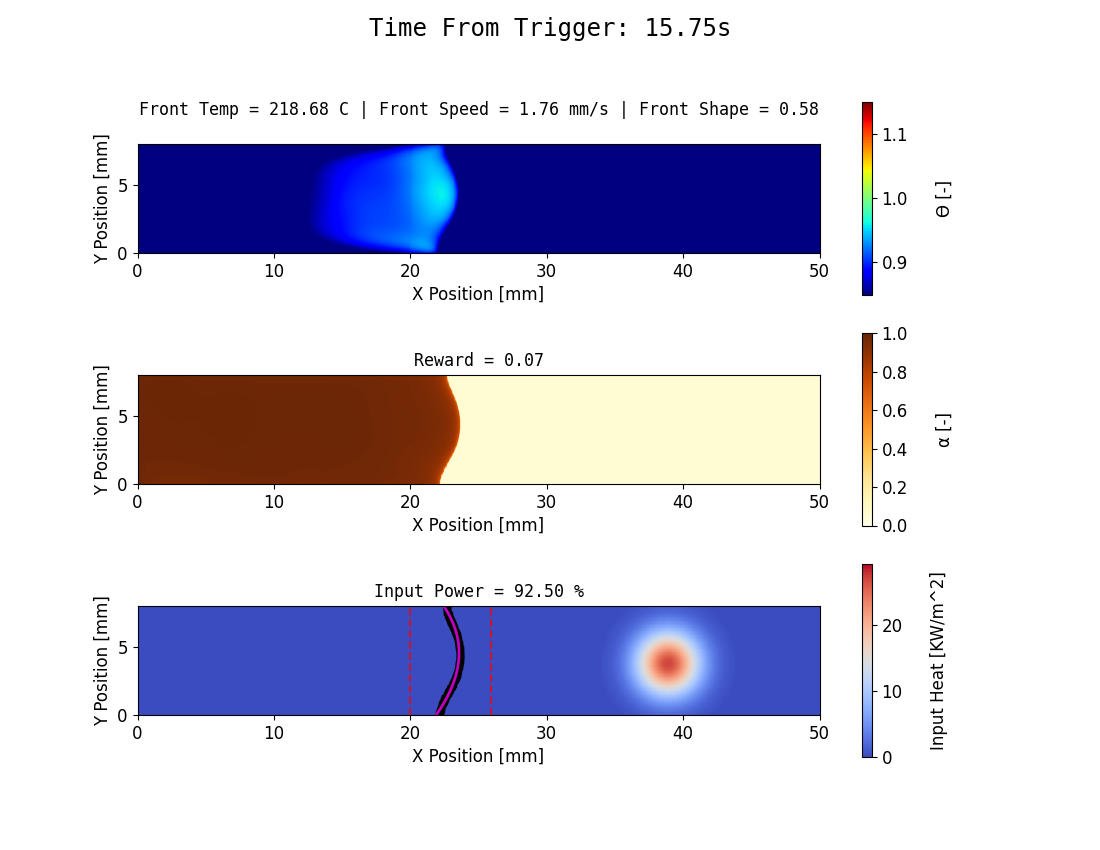 Time From Trigger: 15.75s
Front Temp = 218.68 C | Front Speed = 1.76 mm/s | Front Shape = 0.58
Y Position [mm]
5
0
0 10 20 30 40 50
X Position [mm]
1.1
1.0
0.9
Θ [-]
Reward = 0.07
Y Position [mm]
5
0
0 10 20 30 40 50
X Position [mm]
1.0
0.8
0.6
0.4
0.2
0.0
α [-]
Input Power = 92.50 %
Y Position [mm]
5
0
0 10 20 30 40 50
X Position [mm]
20
10
0
Input Heat [KW/m^2]